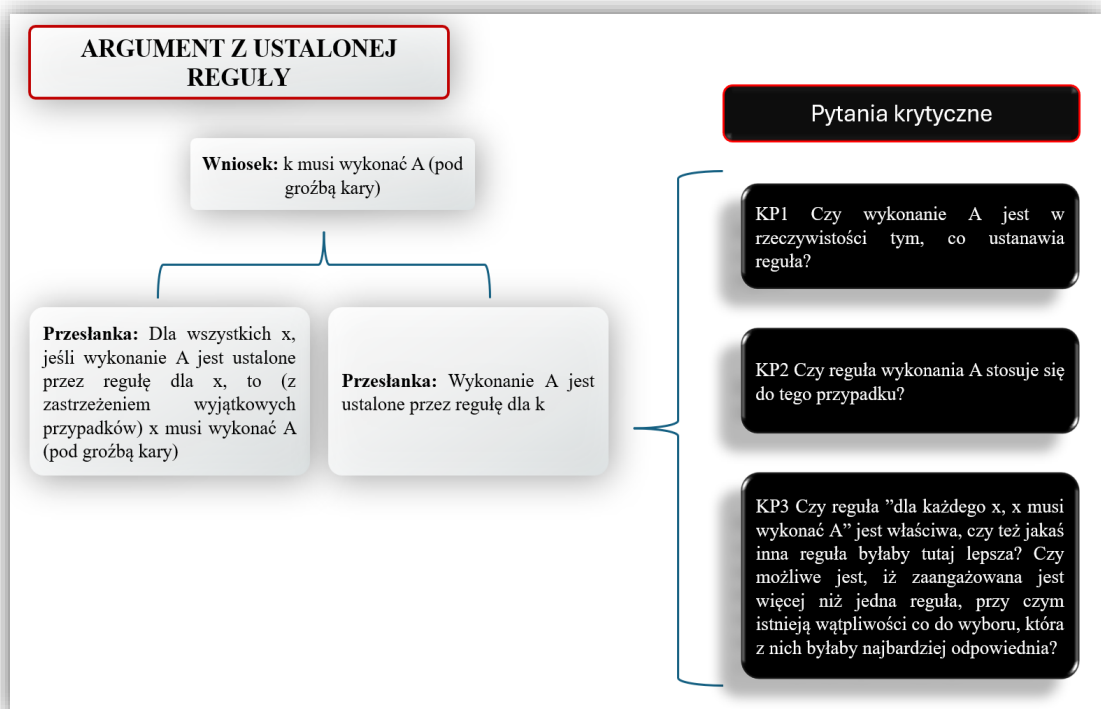 ARGUMENT Z USTALONEJ
REGUŁY
Wniosek: k musi wykonać A (pod
groźbą kary)
Przesłanka: Dla wszystkich x,
jeśli wykonanie A jest ustalone
przez regułę dla x, to (z
zastrzeżeniem wyjątkowych
przypadków) x musi wykonać A
(pod groźbą kary)
Przesłanka: Wykonanie A jest
ustalone przez regułę dla k
Pytania krytyczne
KP1 Czy wykonanie A jest w
rzeczywistości tym, co ustanawia
reguła?
KP2 Czy reguła wykonania A stosuje się
do tego przypadku?
KP3 Czy reguła ”dla każdego x, x musi
wykonać A” jest właściwa, czy też jakaś
inna reguła byłaby tutaj lepsza? Czy
możliwe jest, iż zaangażowana jest
więcej niż jedna reguła, przy czym
istnieją wątpliwości co do wyboru, która
z nich byłaby najbardziej odpowiednia?